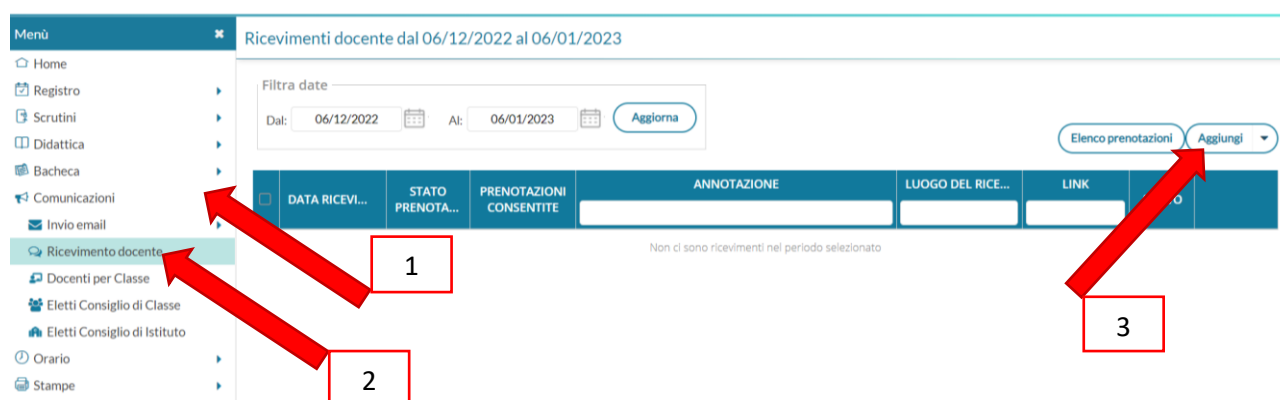 Menù
Ricevimenti docente dal 06/12/2022 al 06/01/2023
Home
Registro
Scrutini
Didattica
Bacheca
Comunicazioni
Invio email
Ricevimento docente
Docenti per Classe
Eletti Consiglio di Classe
Eletti Consiglio di Istituto
Orario
Stampe
Filtra date
Dal: 06/12/2022 Al: 06/01/2023 Aggiorna
Elenco prenotazioni Aggiungi
DATA RICEVI... STATO PRENOTA... PRENOTAZIONI CONSENTITE ANNOTAZIONE LUOGO DEL RICE... LINK
Non ci sono ricevimenti nel periodo selezionato
1
2
3